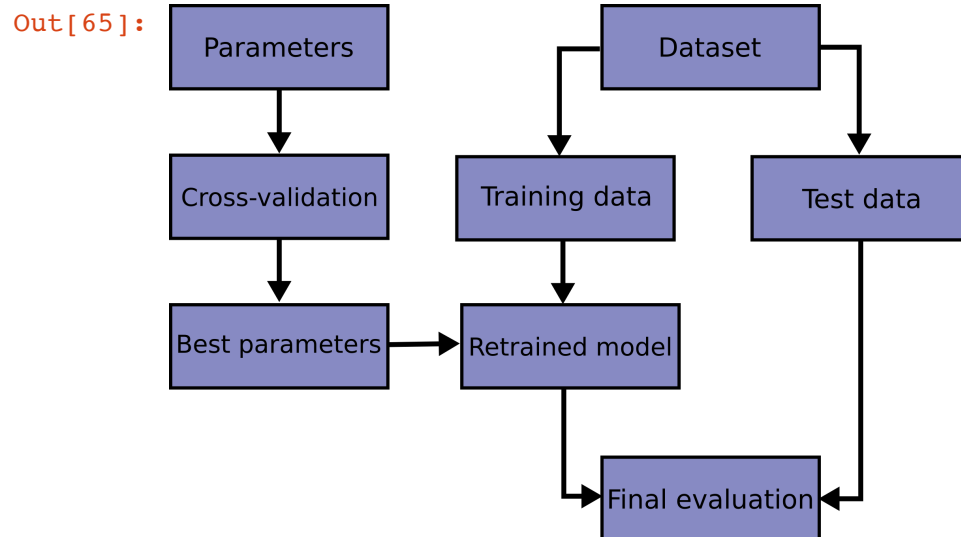 Out[65]:
Parameters
Dataset
Cross-validation
Training data
Test data
Best parameters
Retrained model
Final evaluation